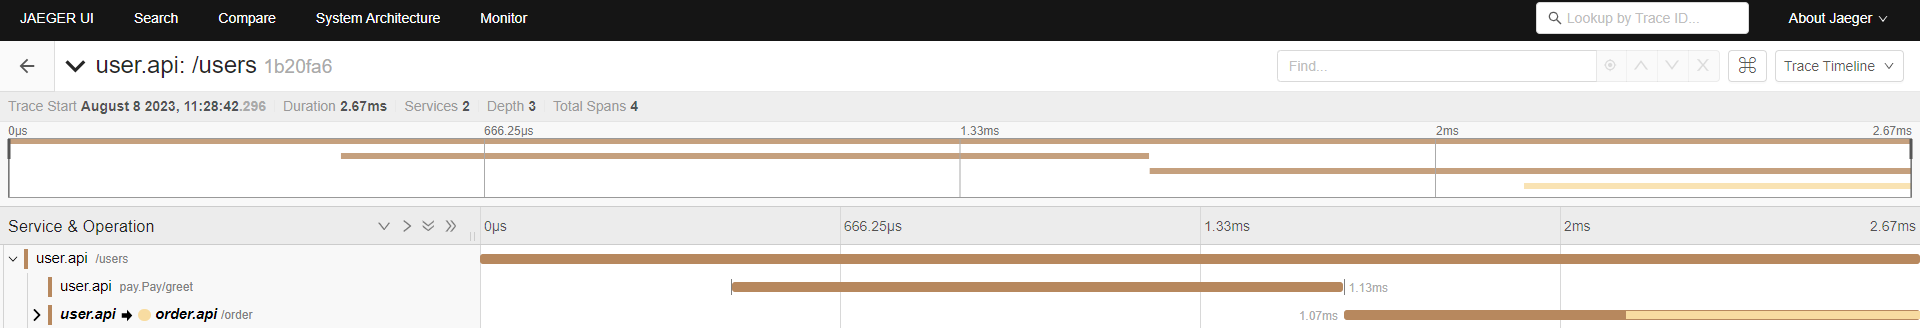 JAEGER UI Search Compare System Architecture Monitor Lookup by Trace ID... About Jaeger
user.api: /users 1b20fa6 Find... Trace Timeline
Trace Start August 8 2023, 11:28:42.296 Duration 2.67ms Services 2 Depth 3 Total Spans 4
0μs 666.25μs 1.33ms 2ms 2.67ms
Service & Operation 0μs 666.25μs 1.33ms 2ms 2.67ms
user.api /users
user.api pay.Pay/greet 1.13ms
user.api order.api /order 1.07ms